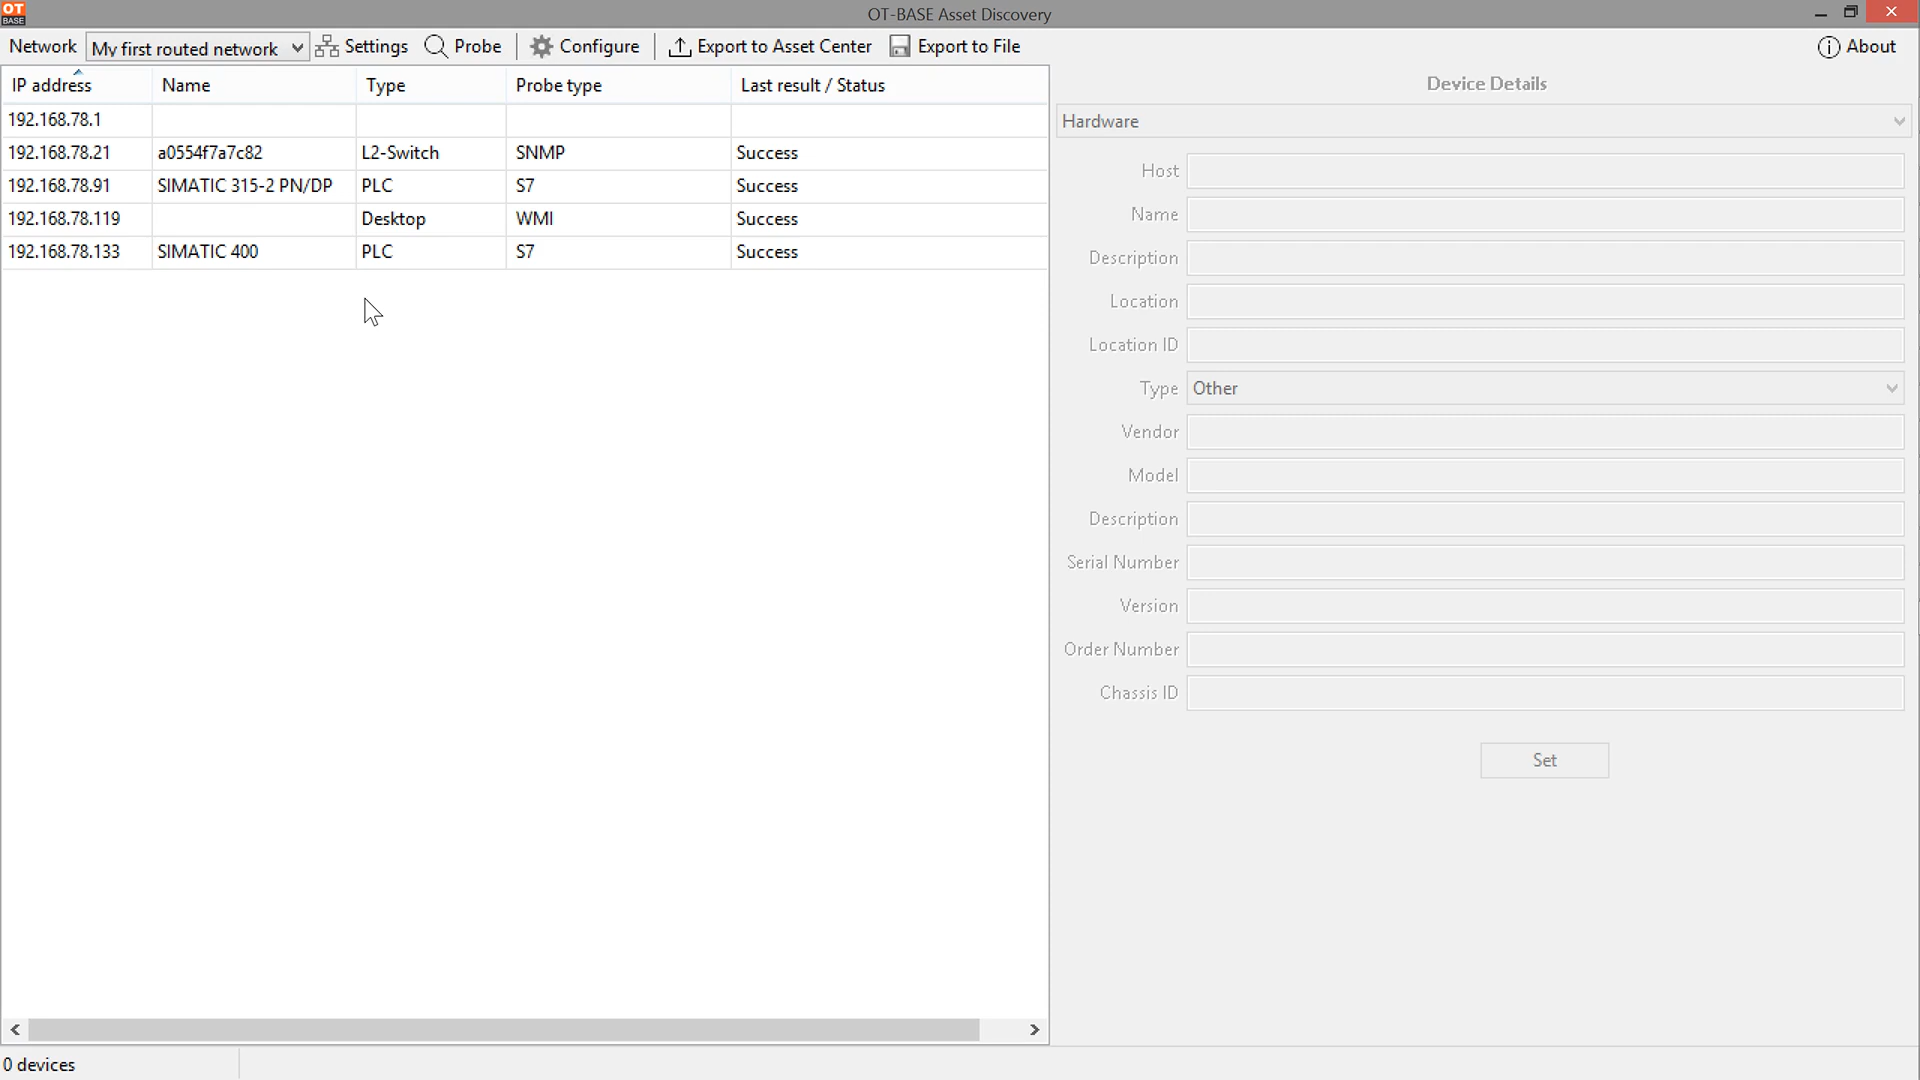 OT BASE
OT-BASE Asset Discovery
Network My first routed network Settings Probe Configure Export to Asset Center Export to File About
IP address Name Type Probe type Last result / Status
192.168.78.1
192.168.78.21 a0554f7a7c82 L2-Switch SNMP Success
192.168.78.91 SIMATIC 315-2 PN/DP PLC S7 Success
192.168.78.119 Desktop WMI Success
192.168.78.133 SIMATIC 400 PLC S7 Success
Device Details
Hardware
Host
Name
Description
Location
Location ID
Type Other
Vendor
Model
Description
Serial Number
Version
Order Number
Chassis ID
Set
0 devices